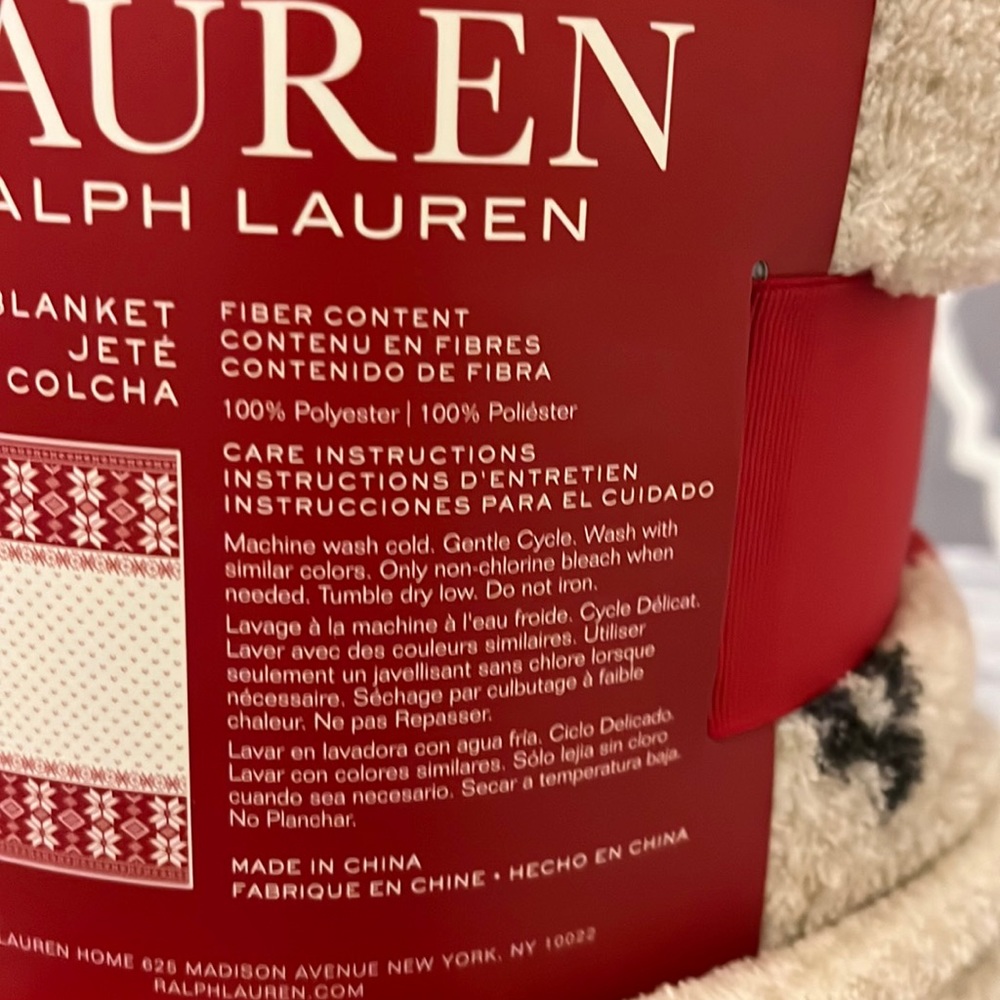 AUREN
ALPH LAUREN
BLANKET
JETÉ
COLCHA
FIBER CONTENT
CONTENU EN FIBRES
CONTENIDO DE FIBRA
100% Polyester | 100% Poliéster
CARE INSTRUCTIONS
INSTRUCTIONS D'ENTRETIEN
INSTRUCCIONES PARA EL CUIDADO
Machine wash cold. Gentle Cycle. Wash with
similar colors. Only non-chlorine bleach when
needed. Tumble dry low. Do not iron.
Lavage à la machine à l'eau froide. Cycle Délicat.
Laver avec des couleurs similaires. Utiliser
seulement un javellisant sans chlore lorsque
nécessaire. Séchage par culbutage à faible
chaleur. Ne pas Repasser.
Lavar en lavadora con agua fría. Ciclo Delicado.
Lavar con colores similares. Sólo lejia sin cloro
cuando sea necesario. Secar a temperatura baja.
No Planchar.
MADE IN CHINA
FABRIQUE EN CHINE • HECHO EN CHINA
LAUREN HOME 625 MADISON AVENUE NEW YORK, NY 10022
RALPHLAUREN.COM